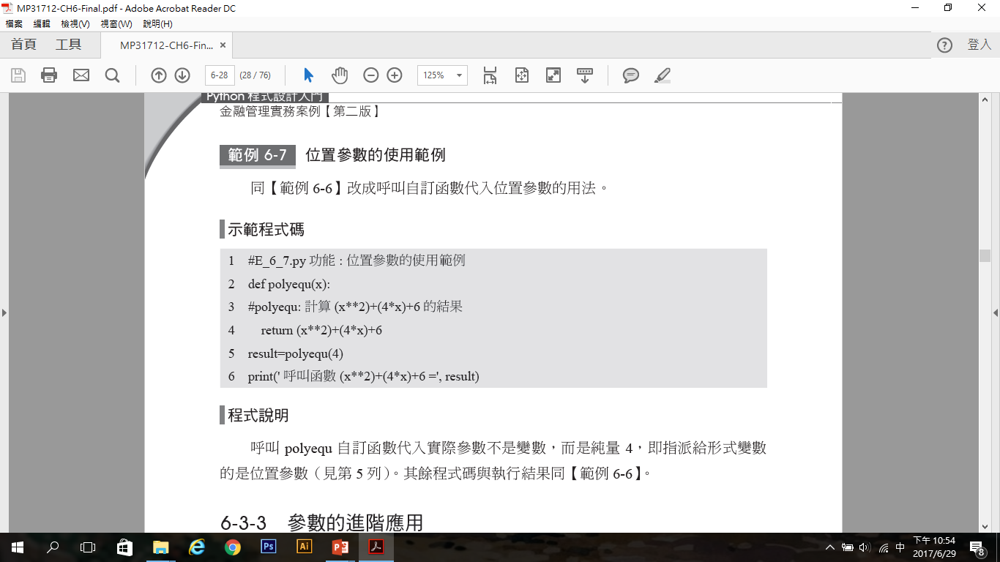 MP31712-CH6-Final.pdf - Adobe Acrobat Reader DC
檔案 編輯 檢視(V) 視窗(W) 說明(H)
首頁 工具 MP31712-CH6-Fin... × 登入
6-28 (28 / 76) 125%
Python 程式設計入門
金融管理實務案例【第二版】
範例 6-7 位置參數的使用範例
同【範例 6-6】改成呼叫自訂函數代入位置參數的用法。
示範程式碼
1 #E_6_7.py 功能 : 位置參數的使用範例
2 def polyequ(x):
3 #polyequ: 計算 (x**2)+(4*x)+6 的結果
4 return (x**2)+(4*x)+6
5 result=polyequ(4)
6 print(' 呼叫函數 (x**2)+(4*x)+6 =', result)
程式說明
呼叫 polyequ 自訂函數代入實際參數不是變數，而是純量 4，即指派給形式變數
的是位置參數（見第 5 列）。其餘程式碼與執行結果同【範例 6-6】。
6-3-3 參數的進階應用
Ps Ai 中 下午 10:54
2017/6/29 8